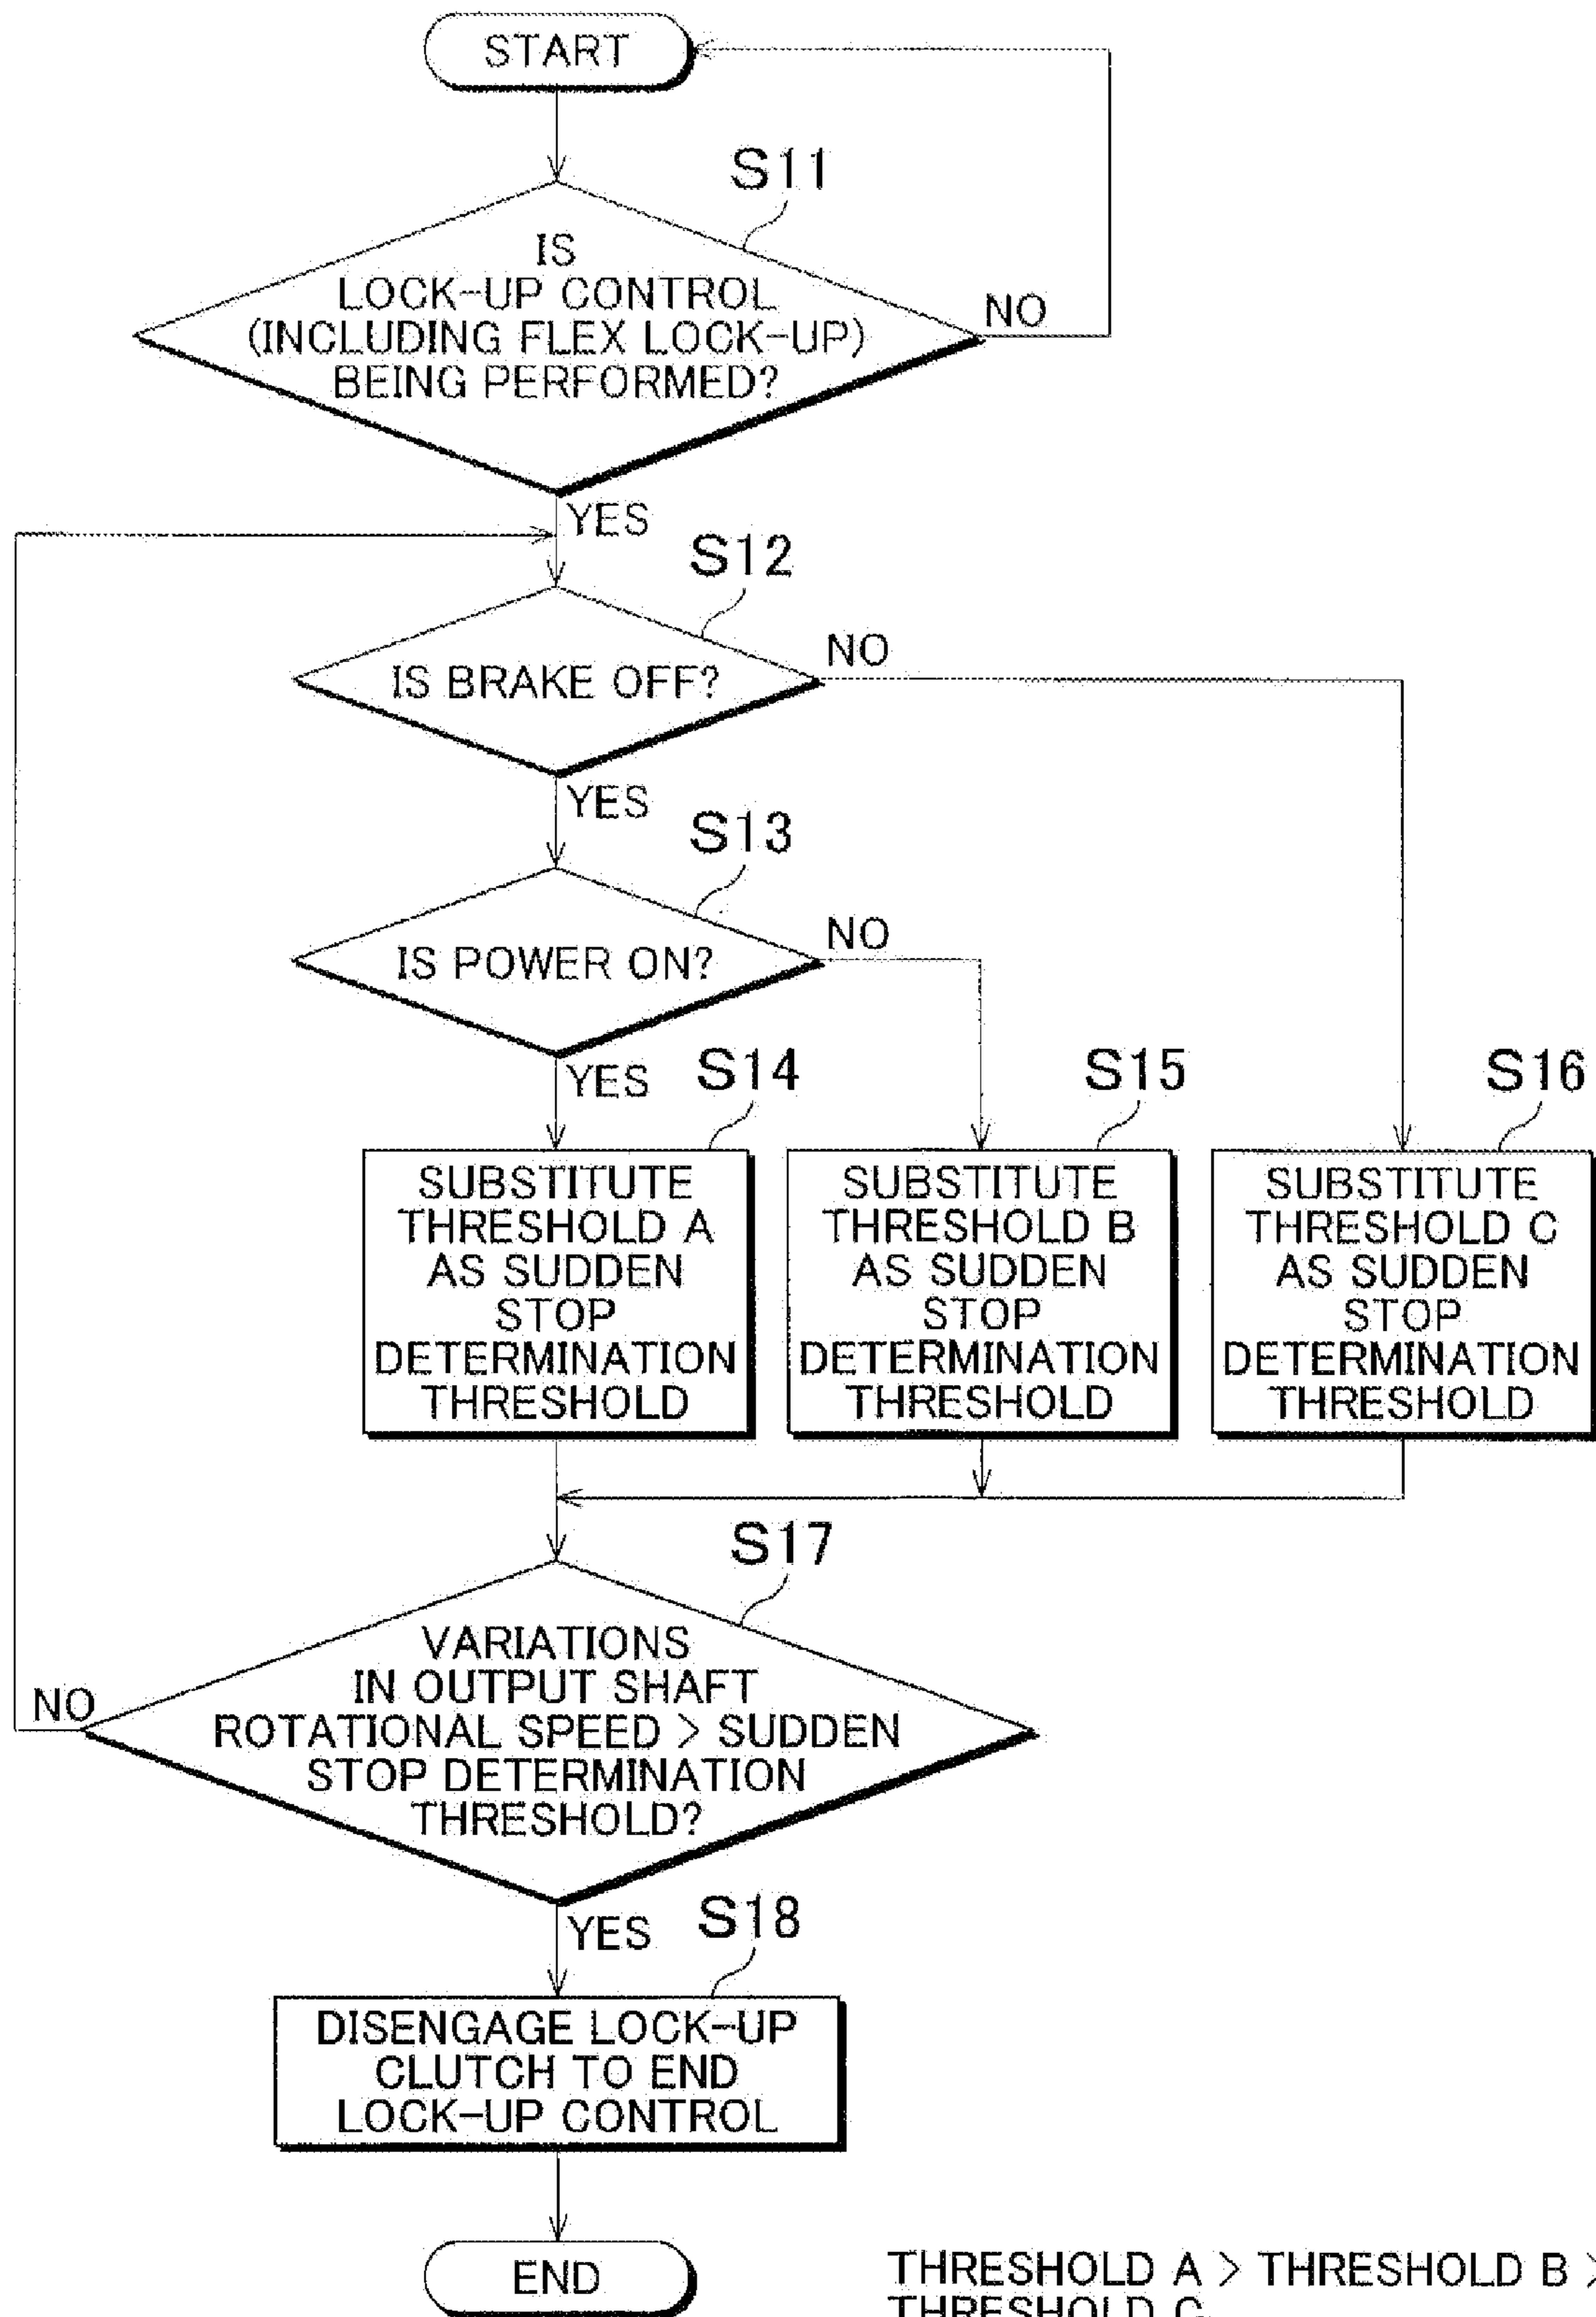 START
S11
IS
LOCK-UP CONTROL
(INCLUDING FLEX LOCK-UP)
BEING PERFORMED?
NO
YES
S12
IS BRAKE OFF?
NO
YES
S13
IS POWER ON?
NO
YES
S14
SUBSTITUTE
THRESHOLD A
AS SUDDEN
STOP
DETERMINATION
THRESHOLD
S15
SUBSTITUTE
THRESHOLD B
AS SUDDEN
STOP
DETERMINATION
THRESHOLD
S16
SUBSTITUTE
THRESHOLD C
AS SUDDEN
STOP
DETERMINATION
THRESHOLD
S17
VARIATIONS
IN OUTPUT SHAFT
ROTATIONAL SPEED > SUDDEN
STOP DETERMINATION
THRESHOLD?
NO
YES
S18
DISENGAGE LOCK-UP
CLUTCH TO END
LOCK-UP CONTROL
END
THRESHOLD A > THRESHOLD B >
THRESHOLD C